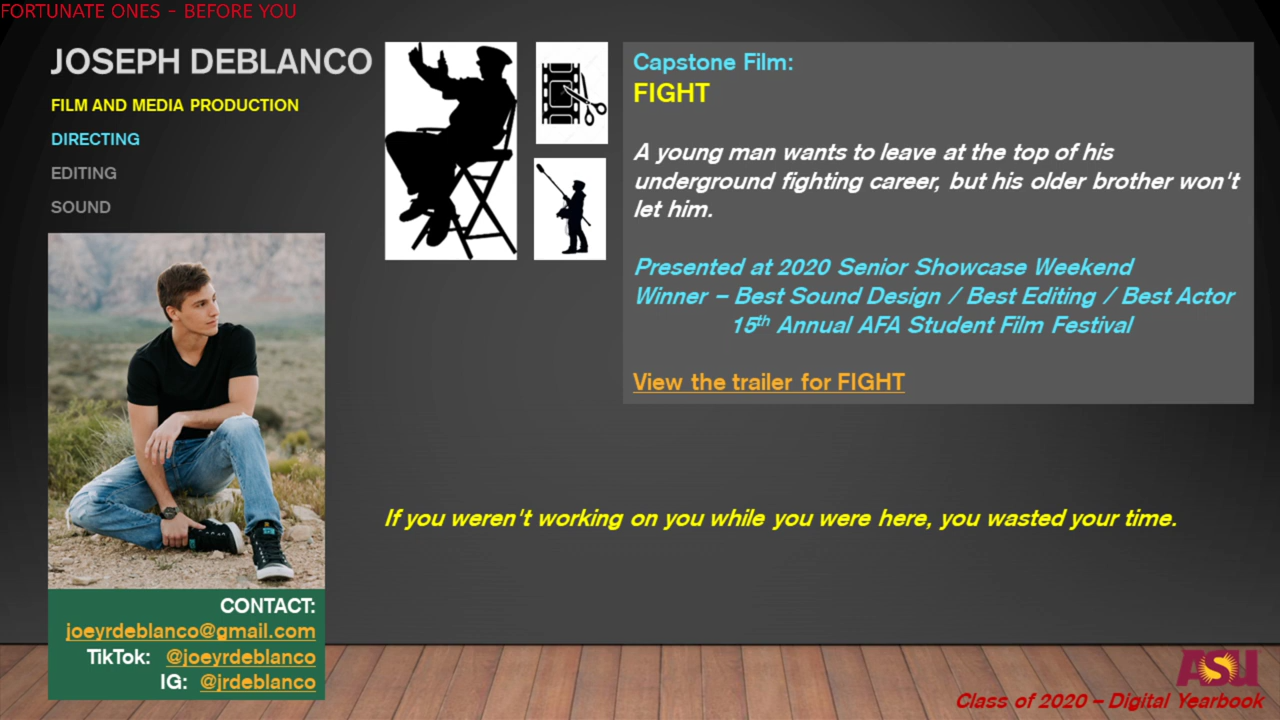 FORTUNATE ONES - BEFORE YOU
JOSEPH DEBLANCO
FILM AND MEDIA PRODUCTION
DIRECTING
EDITING
SOUND
CONTACT:
joeyrdeblanco@gmail.com
TikTok: @joeyrdeblanco
IG: @jrdeblanco
Capstone Film:
FIGHT
A young man wants to leave at the top of his
underground fighting career, but his older brother won't
let him.
Presented at 2020 Senior Showcase Weekend
Winner – Best Sound Design / Best Editing / Best Actor
15th Annual AFA Student Film Festival
View the trailer for FIGHT
If you weren't working on you while you were here, you wasted your time.
ASU
Class of 2020 – Digital Yearbook